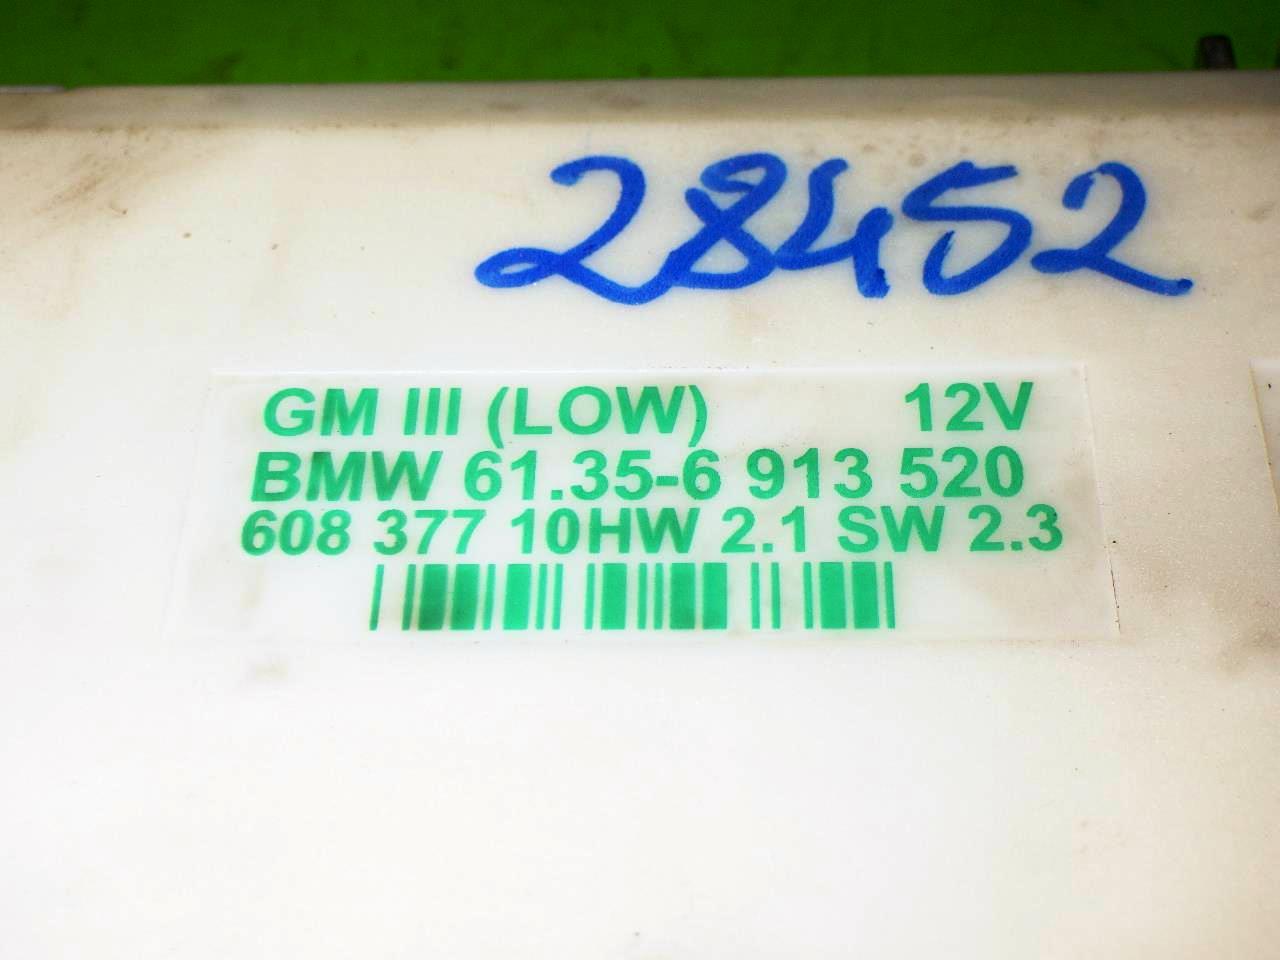 28452
GM III (LOW) 12V
BMW 61.35-6 913 520
608 377 10HW 2.1 SW 2.3